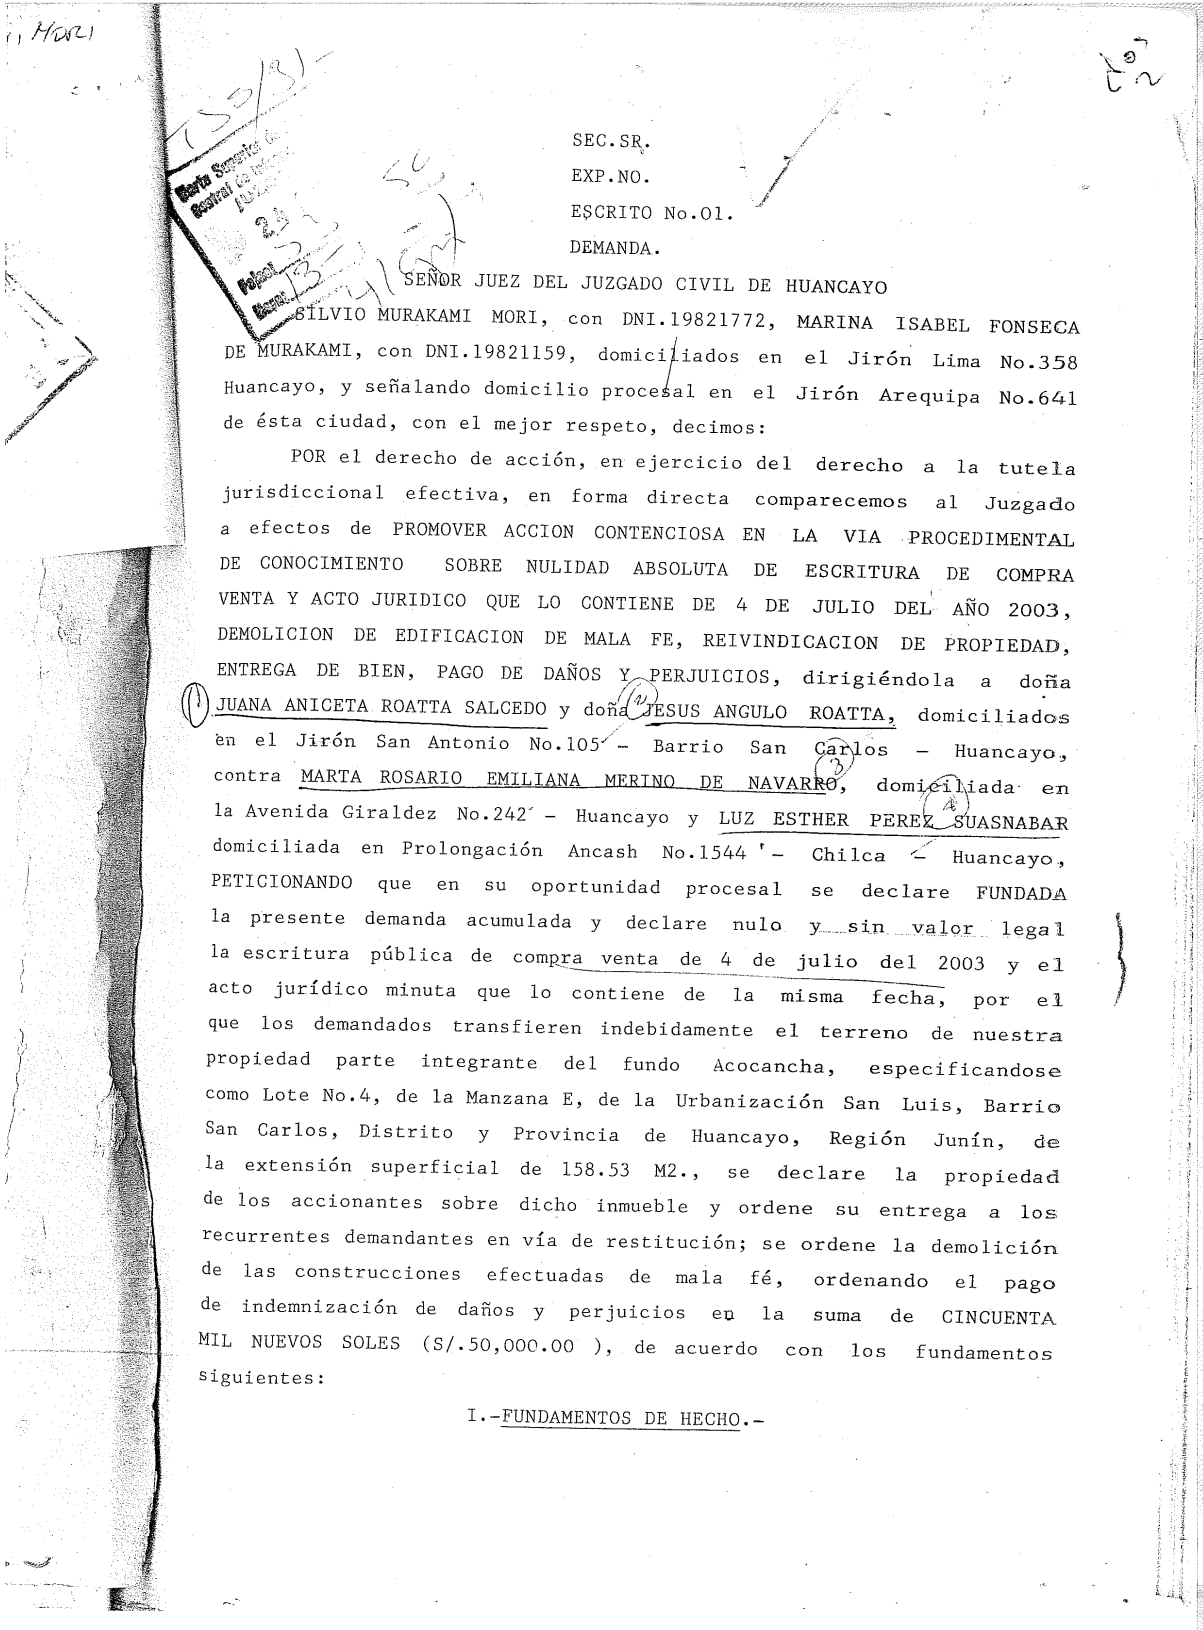 MORI
SEC.SR.
EXP.NO.
ESCRITO No.01.
DEMANDA.
SEÑOR JUEZ DEL JUZGADO CIVIL DE HUANCAYO
SILVIO MURAKAMI MORI, con DNI.19821772, MARINA ISABEL FONSECA
DE MURAKAMI, con DNI.19821159, domiciliados en el Jirón Lima No.358
Huancayo, y señalando domicilio procesal en el Jirón Arequipa No.641
de ésta ciudad, con el mejor respeto, decimos:
POR el derecho de acción, en ejercicio del derecho a la tutela
jurisdiccional efectiva, en forma directa comparecemos al Juzgado
a efectos de PROMOVER ACCION CONTENCIOSA EN LA VIA PROCEDIMENTAL
DE CONOCIMIENTO SOBRE NULIDAD ABSOLUTA DE ESCRITURA DE COMPRA
VENTA Y ACTO JURIDICO QUE LO CONTIENE DE 4 DE JULIO DEL AÑO 2003,
DEMOLICION DE EDIFICACION DE MALA FE, REIVINDICACION DE PROPIEDAD,
ENTREGA DE BIEN, PAGO DE DAÑOS Y PERJUICIOS, dirigiéndola a doña
(1) JUANA ANICETA ROATTA SALCEDO y doña (2) JESUS ANGULO ROATTA, domiciliados
en el Jirón San Antonio No.105 - Barrio San Carlos - Huancayo,
contra MARTA ROSARIO EMILIANA MERINO DE NAVARRO, (3) domiciliada en
la Avenida Giraldez No.242 - Huancayo y LUZ ESTHER PEREZ (4) SUASNABAR
domiciliada en Prolongación Ancash No.1544 - Chilca - Huancayo,
PETICIONANDO que en su oportunidad procesal se declare FUNDADA
la presente demanda acumulada y declare nulo y sin valor legal
la escritura pública de compra venta de 4 de julio del 2003 y el
acto jurídico minuta que lo contiene de la misma fecha, por el
que los demandados transfieren indebidamente el terreno de nuestra
propiedad parte integrante del fundo Acocancha, especificandose
como Lote No.4, de la Manzana E, de la Urbanización San Luis, Barrio
San Carlos, Distrito y Provincia de Huancayo, Región Junín, de
la extensión superficial de 158.53 M2., se declare la propiedad
de los accionantes sobre dicho inmueble y ordene su entrega a los
recurrentes demandantes en vía de restitución; se ordene la demolición
de las construcciones efectuadas de mala fé, ordenando el pago
de indemnización de daños y perjuicios en la suma de CINCUENTA
MIL NUEVOS SOLES (S/.50,000.00 ), de acuerdo con los fundamentos
siguientes:
I.-FUNDAMENTOS DE HECHO.-